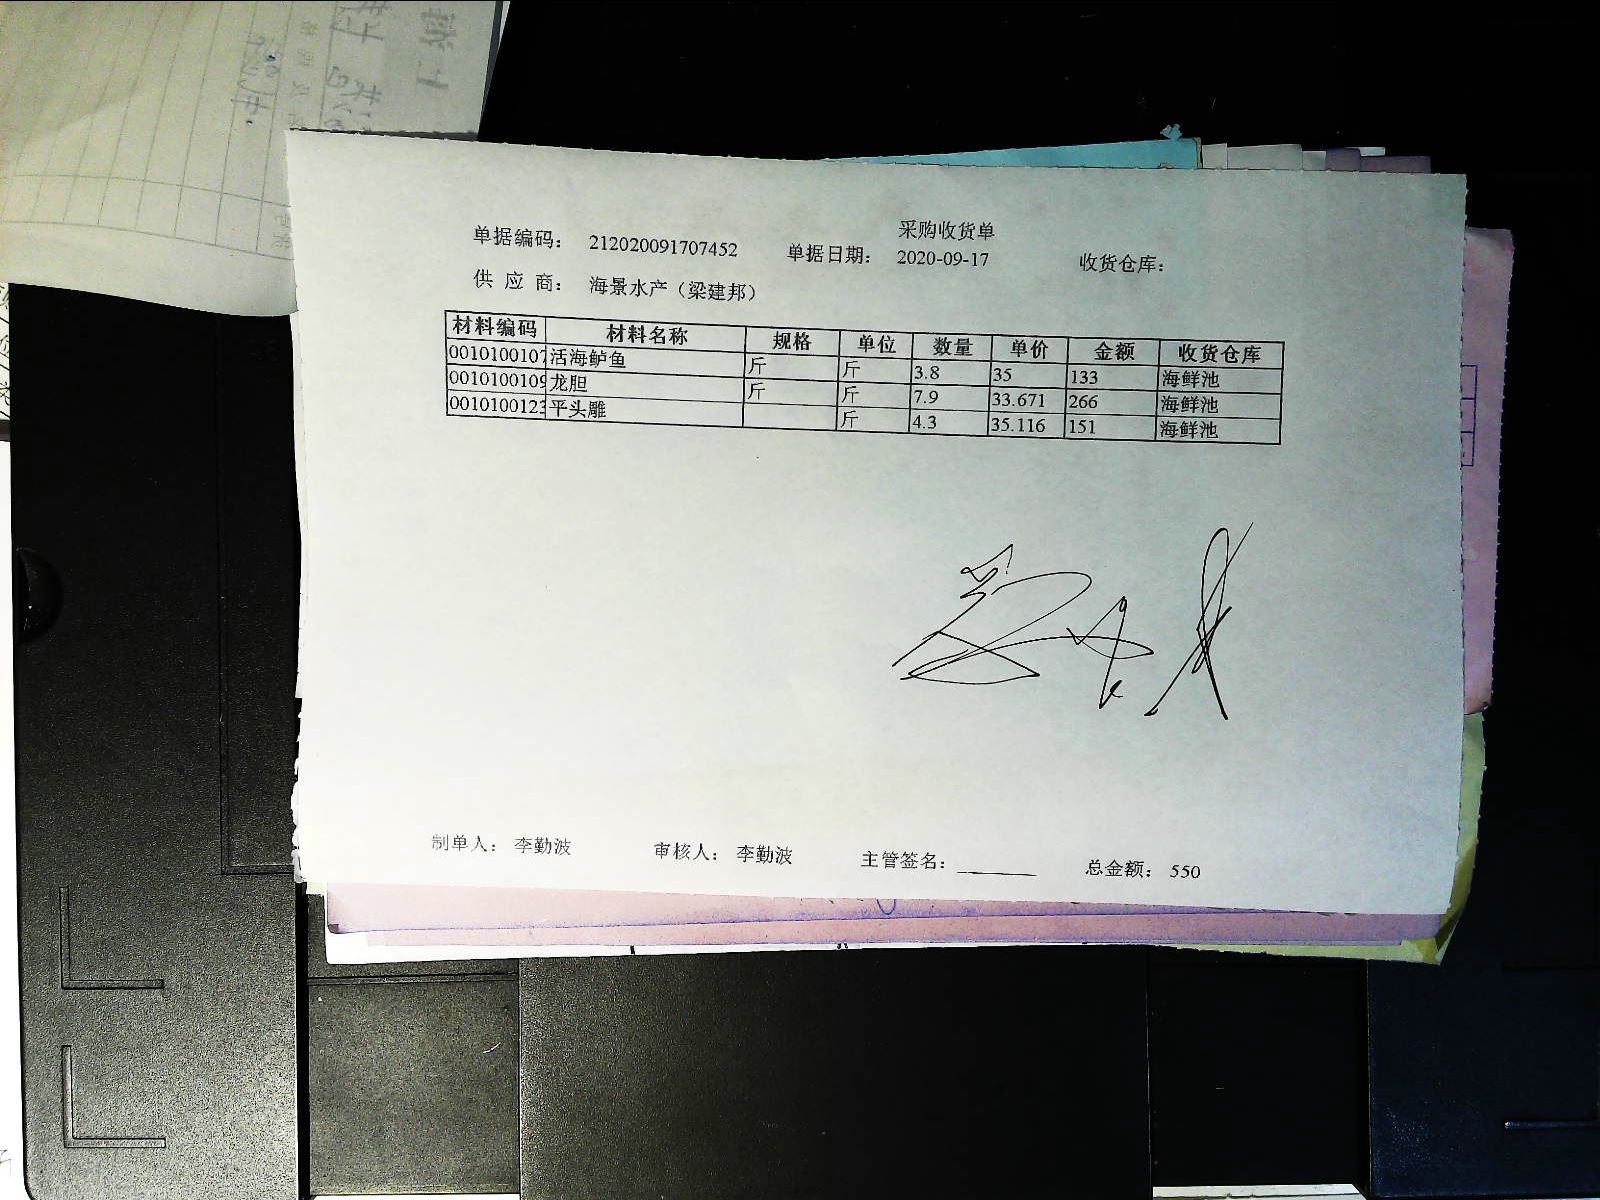 采购收货单
单据编码： 212020091707452 单据日期： 2020-09-17 收货仓库：
供 应 商： 海景水产（梁建邦）
材料编码 材料名称 规格 单位 数量 单价 金额 收货仓库
0010100107 活海鲈鱼 斤 斤 3.8 35 133 海鲜池
0010100109 龙胆 斤 斤 7.9 33.671 266 海鲜池
001010012 平头雕 斤 4.3 35.116 151 海鲜池
制单人： 李勤波 审核人： 李勤波 主管签名： 总金额： 550